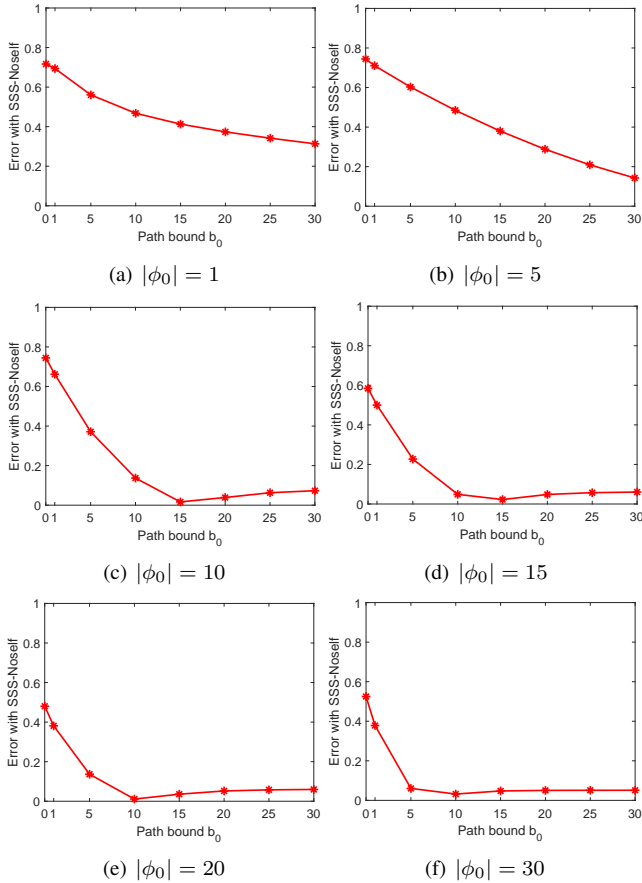 1
0.8
0.6
0.4
0.2
0
Error with SSS-Noself
0 1 5 10 15 20 25 30
Path bound b₀
(a) |ϕ₀| = 1
1
0.8
0.6
0.4
0.2
0
Error with SSS-Noself
0 1 5 10 15 20 25 30
Path bound b₀
(b) |ϕ₀| = 5
1
0.8
0.6
0.4
0.2
0
Error with SSS-Noself
0 1 5 10 15 20 25 30
Path bound b₀
(c) |ϕ₀| = 10
1
0.8
0.6
0.4
0.2
0
Error with SSS-Noself
0 1 5 10 15 20 25 30
Path bound b₀
(d) |ϕ₀| = 15
1
0.8
0.6
0.4
0.2
0
Error with SSS-Noself
0 1 5 10 15 20 25 30
Path bound b₀
(e) |ϕ₀| = 20
1
0.8
0.6
0.4
0.2
0
Error with SSS-Noself
0 1 5 10 15 20 25 30
Path bound b₀
(f) |ϕ₀| = 30